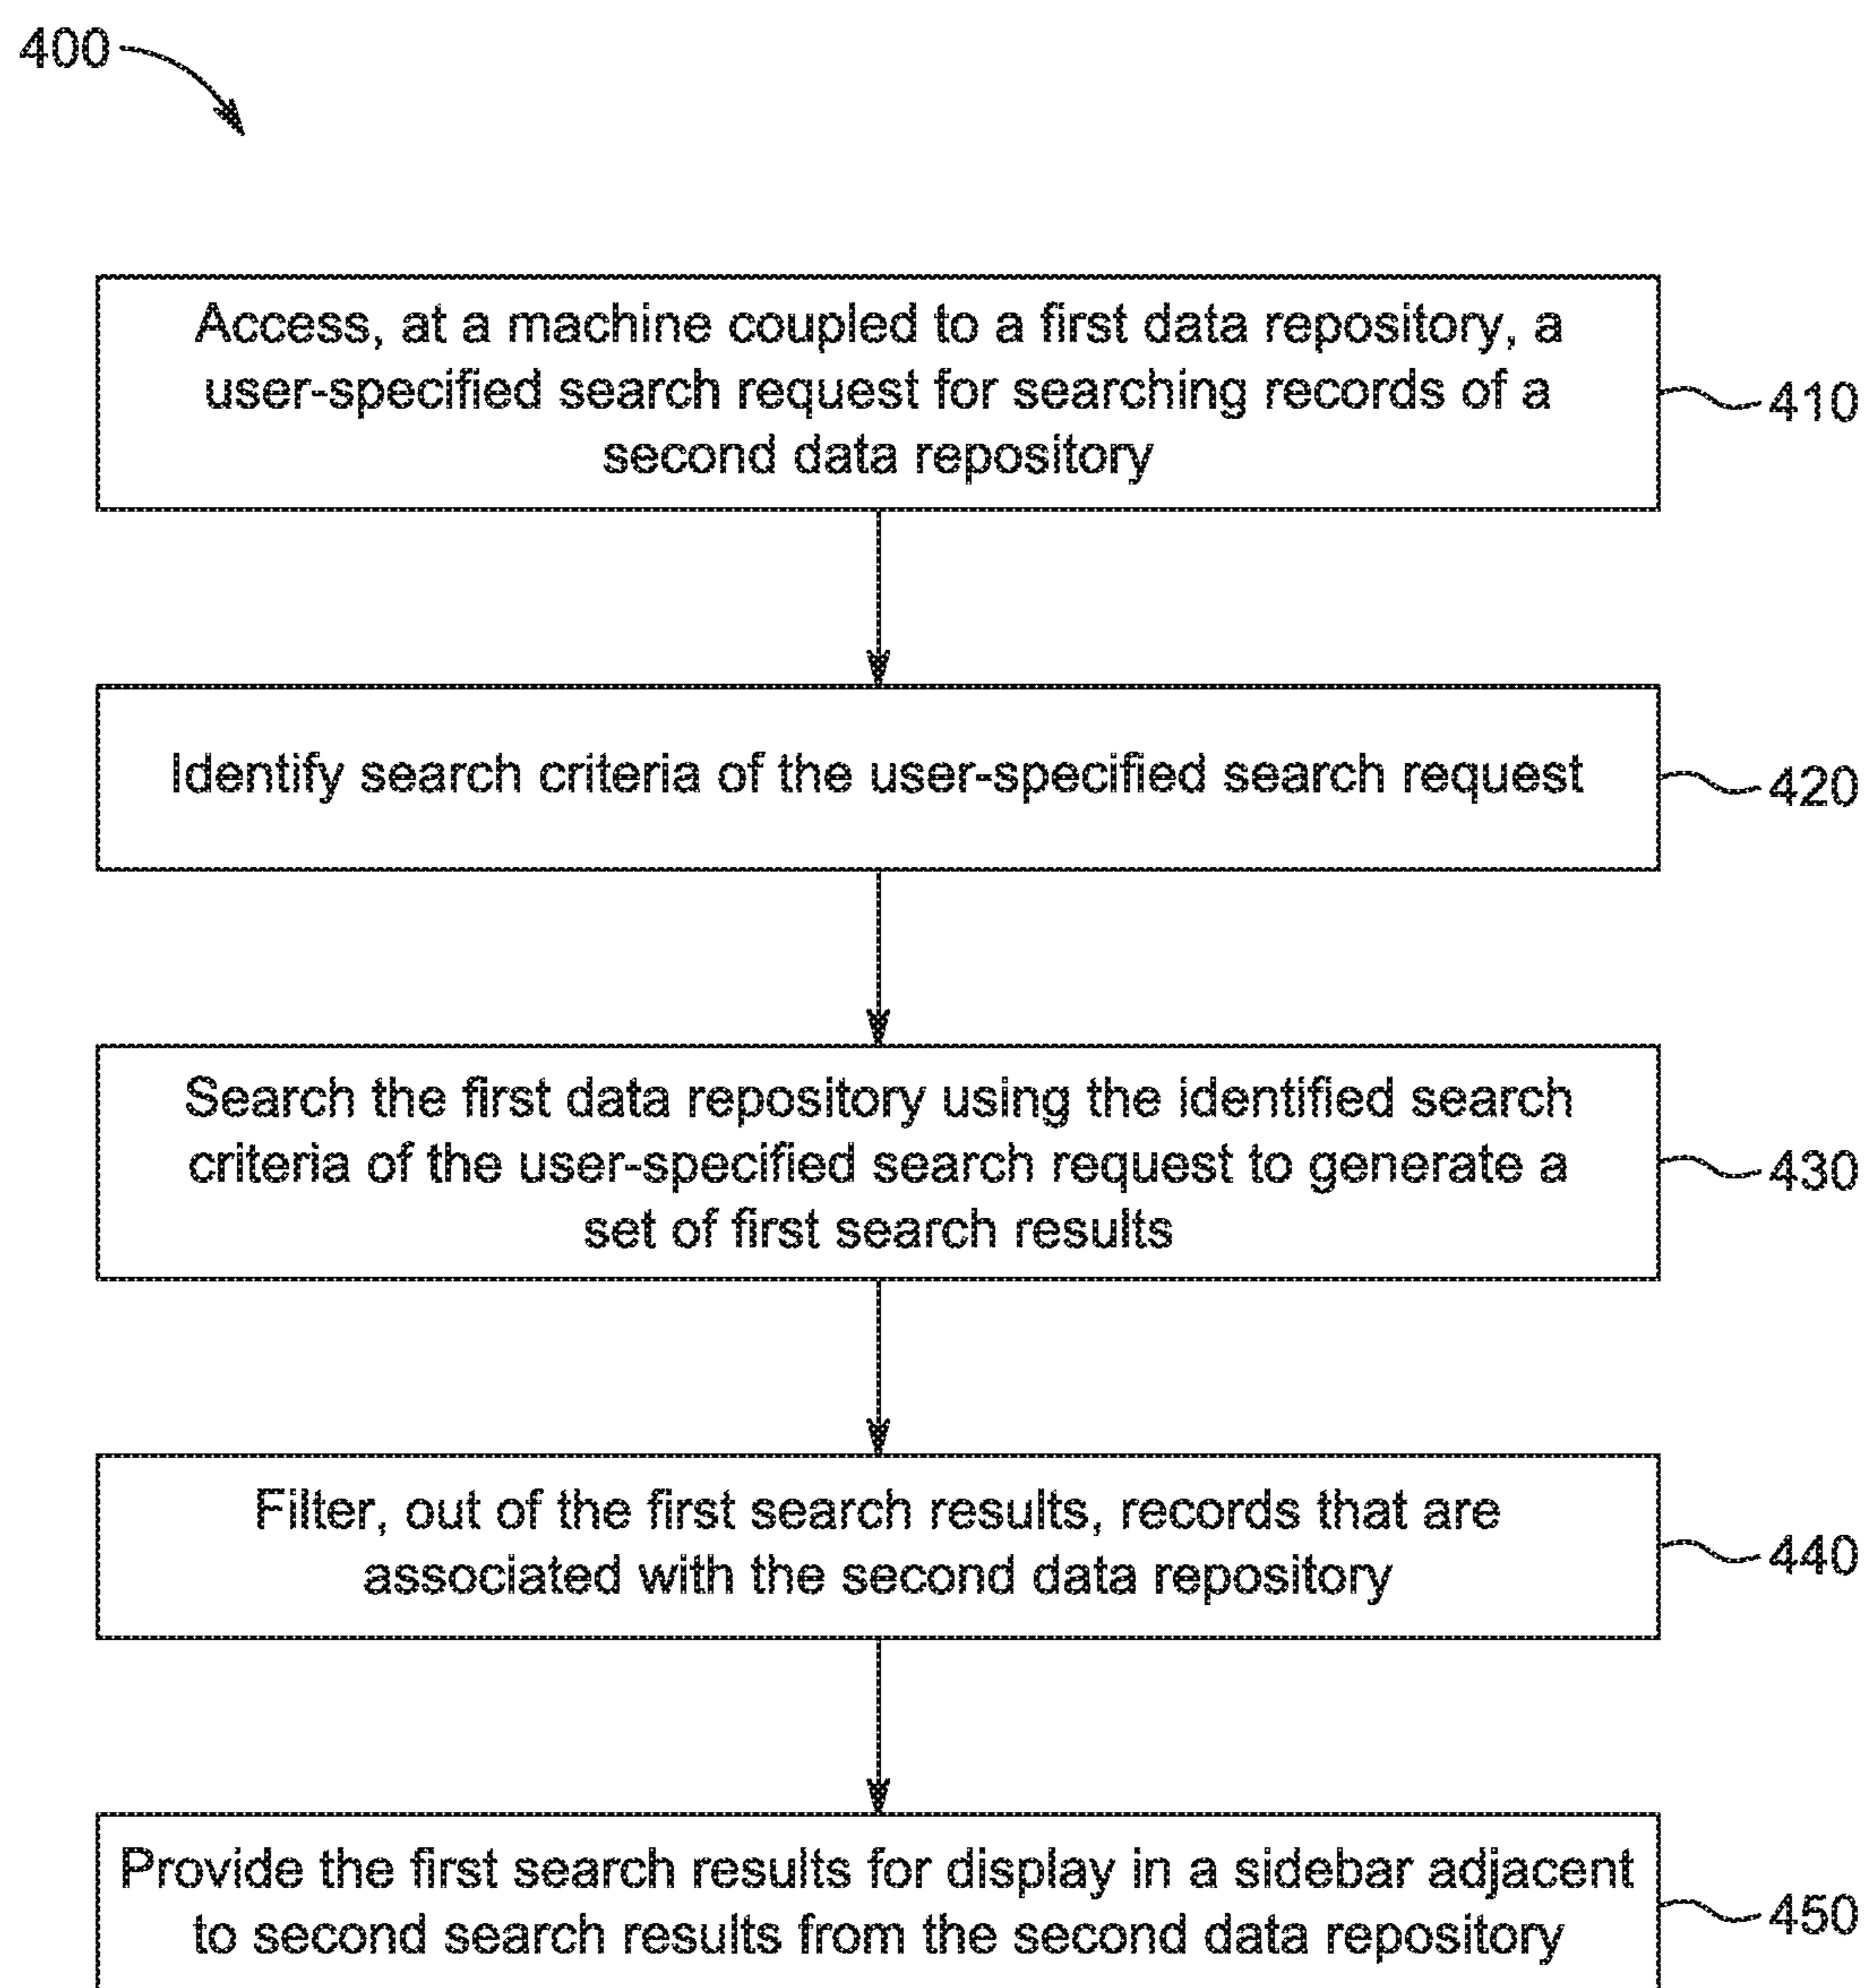 400
Access, at a machine coupled to a first data repository, a
user-specified search request for searching records of a
second data repository
410
Identify search criteria of the user-specified search request
420
Search the first data repository using the identified search
criteria of the user-specified search request to generate a
set of first search results
430
Filter, out of the first search results, records that are
associated with the second data repository
440
Provide the first search results for display in a sidebar adjacent
to second search results from the second data repository
450